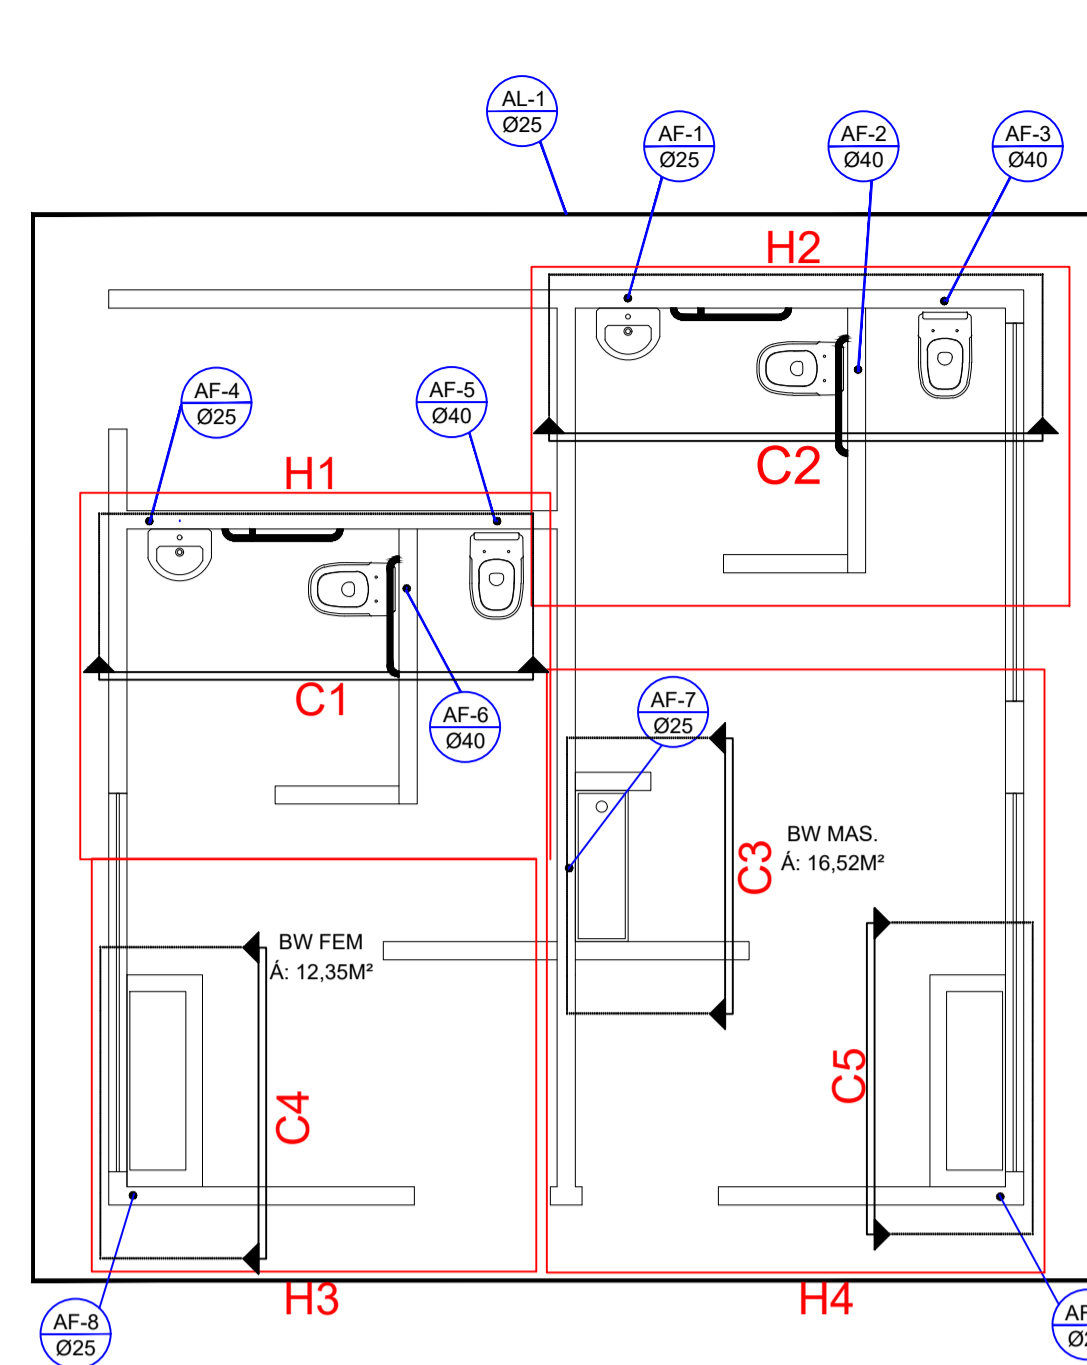 AL-1
Ø25
AF-1
Ø25
AF-2
Ø40
AF-3
Ø40
H2
AF-4
Ø25
AF-5
Ø40
H1
C2
C1
AF-6
Ø40
AF-7
Ø25
C3
BW MAS.
Á: 16,52M²
BW FEM
Á: 12,35M²
C4
C5
H3
H4
AF-8
Ø25